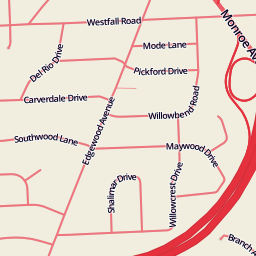 Westfall Road
Monroe Av
Mode Lane
Del Rio Drive
Pickford Drive
Carverdale Drive
Willowbend Road
Edgewood Avenue
Southwood Lane
Maywood Drive
Shalimar Drive
Willowcrest Drive
Branch A